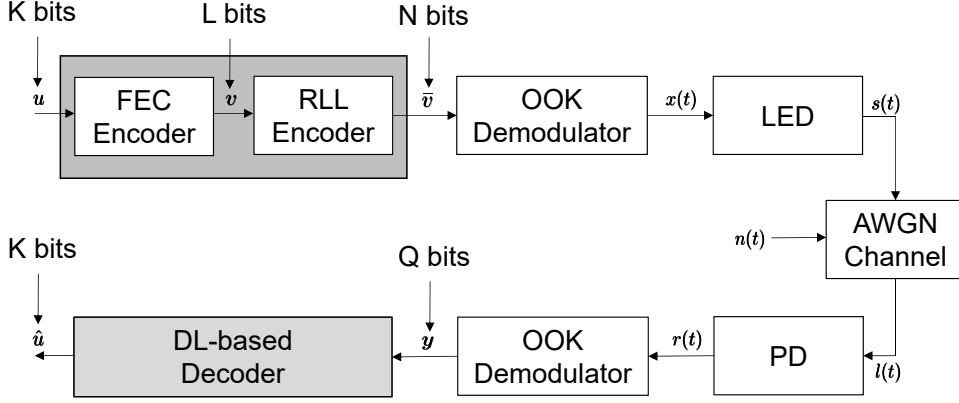 K bits
L bits
N bits
u
FEC
Encoder
v
RLL
Encoder
v̅
OOK
Demodulator
x(t)
LED
s(t)
n(t)
AWGN
Channel
K bits
Q bits
û
DL-based
Decoder
y
OOK
Demodulator
r(t)
PD
l(t)